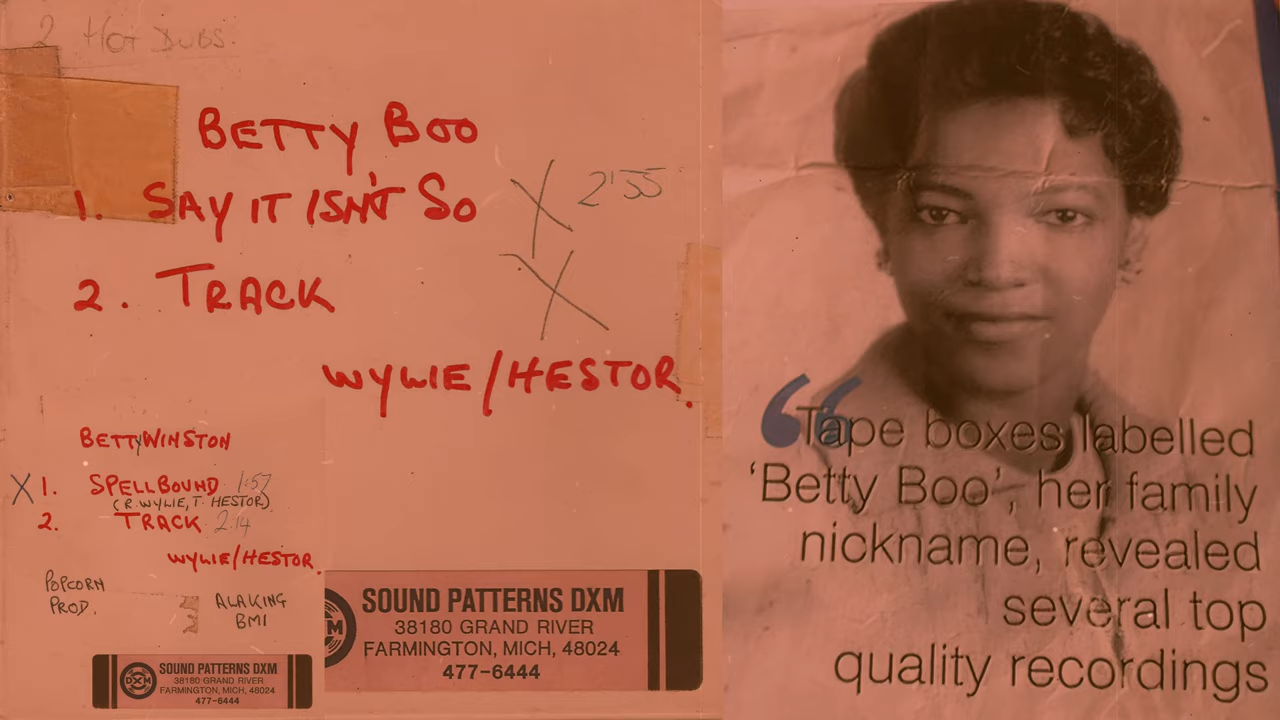 2 HOT DUBS.
BETTY BOO
1. SAY IT ISN'T SO X 2'55
2. TRACK X
WYLIE/HESTOR.
BETTY WINSTON
X 1. SPELLBOUND 1:57
(R. WYLIE, T. HESTOR)
2. TRACK 2:14
WYLIE/HESTOR.
POPCORN
PROD.
ALAKING
BMI
DXM
SOUND PATTERNS DXM
38180 GRAND RIVER
FARMINGTON, MICH, 48024
477-6444
M
SOUND PATTERNS DXM
38180 GRAND RIVER
FARMINGTON, MICH, 48024
477-6444
“Tape boxes labelled
‘Betty Boo’, her family
nickname, revealed
several top
quality recordings